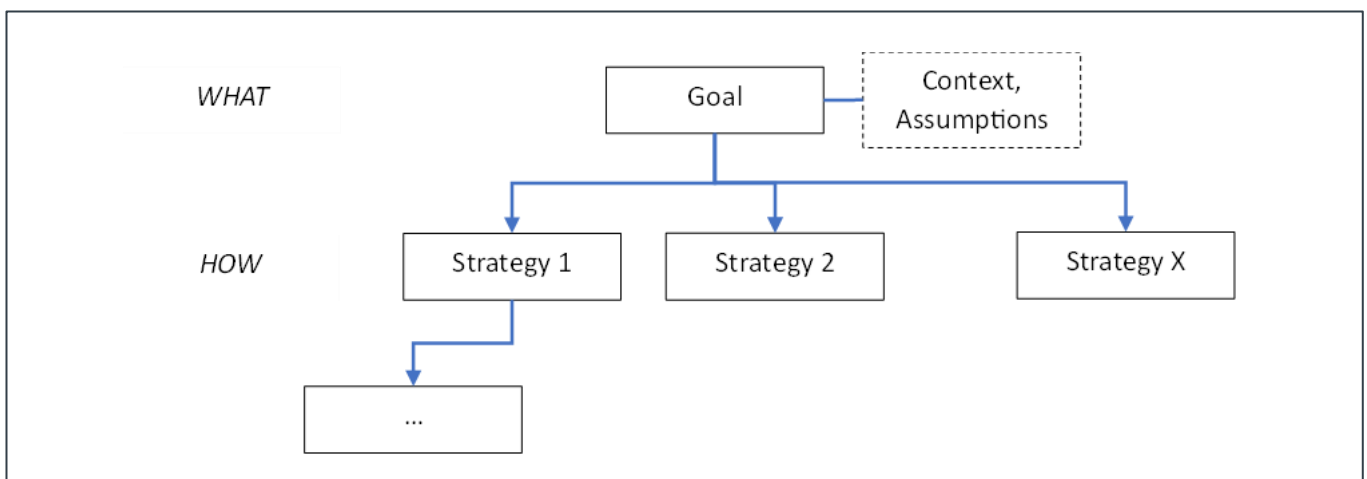 WHAT
Goal
Context,
Assumptions
HOW
Strategy 1
Strategy 2
Strategy X
...